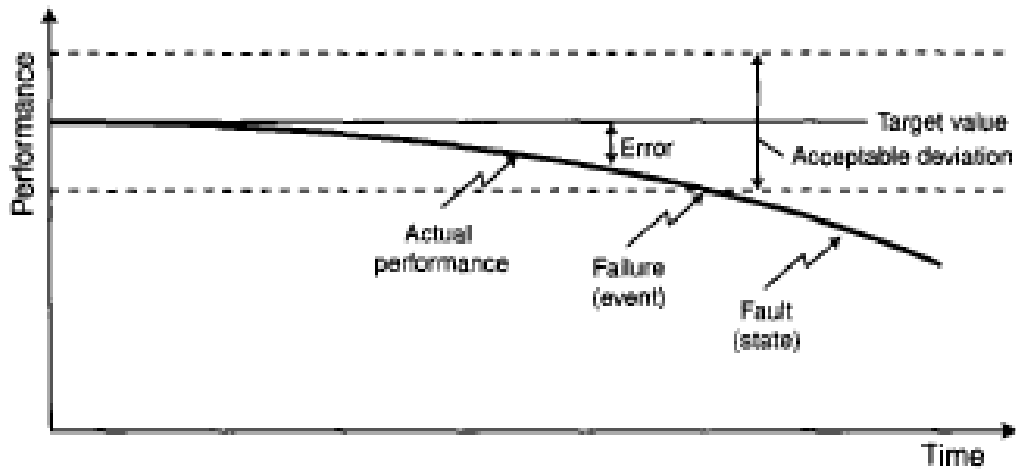 Performance
Target value
Error
Acceptable deviation
Actual
performance
Failure
(event)
Fault
(state)
Time